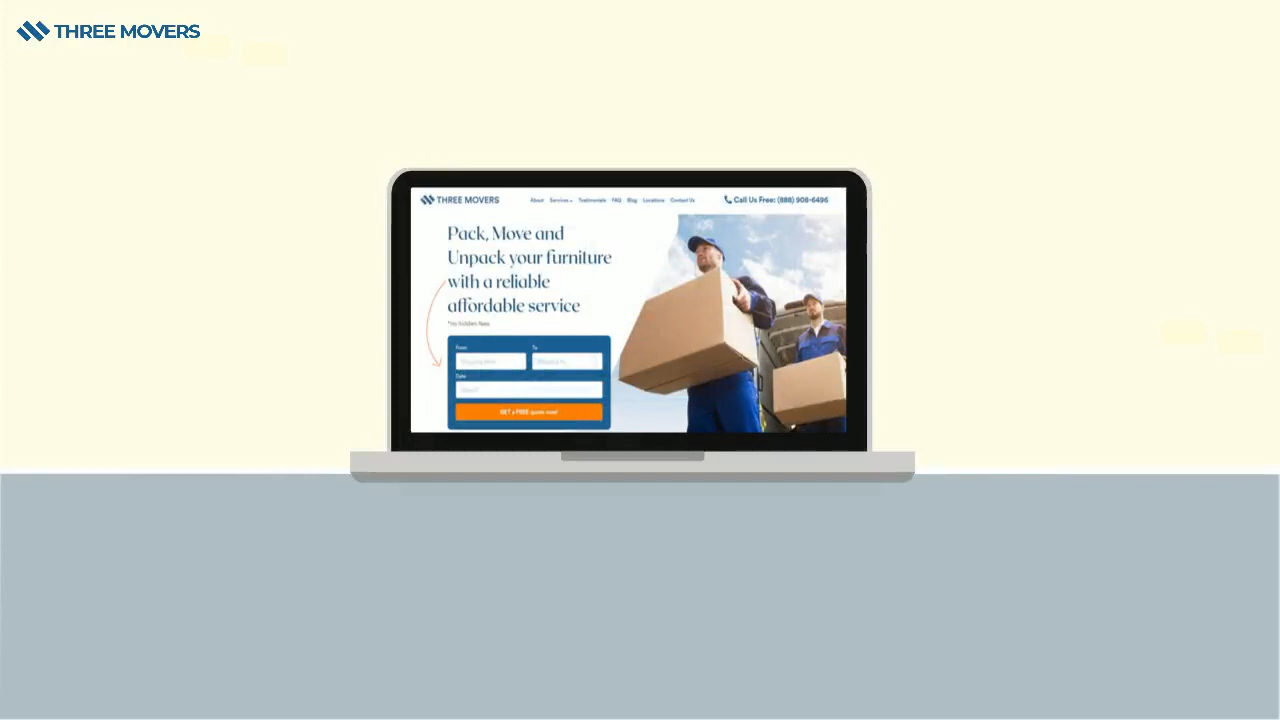 THREE MOVERS
THREE MOVERS
About Services Testimonials FAQ Blog Locations Contact Us
Call Us Free: (888) 908-6496
Pack, Move and
Unpack your furniture
with a reliable
affordable service
*no hidden fees
From To
Date
GET a FREE quote now!